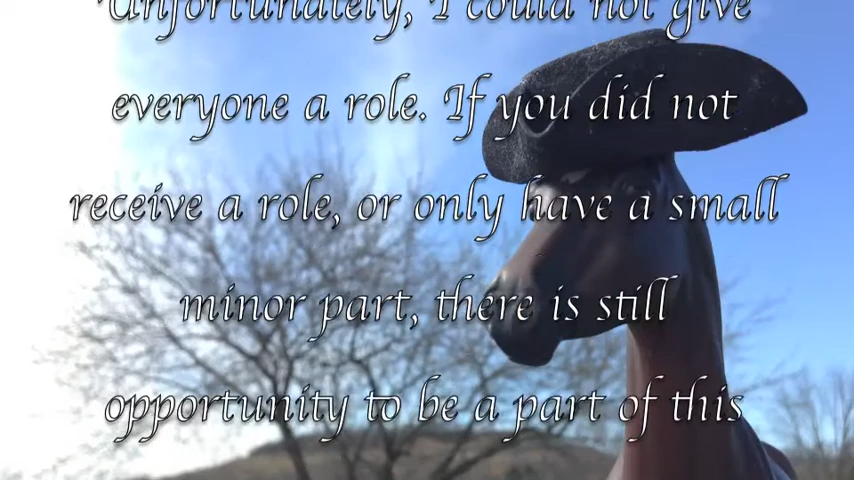 Unfortunately, I could not give
everyone a role. If you did not
receive a role, or only have a small
minor part, there is still
opportunity to be a part of this